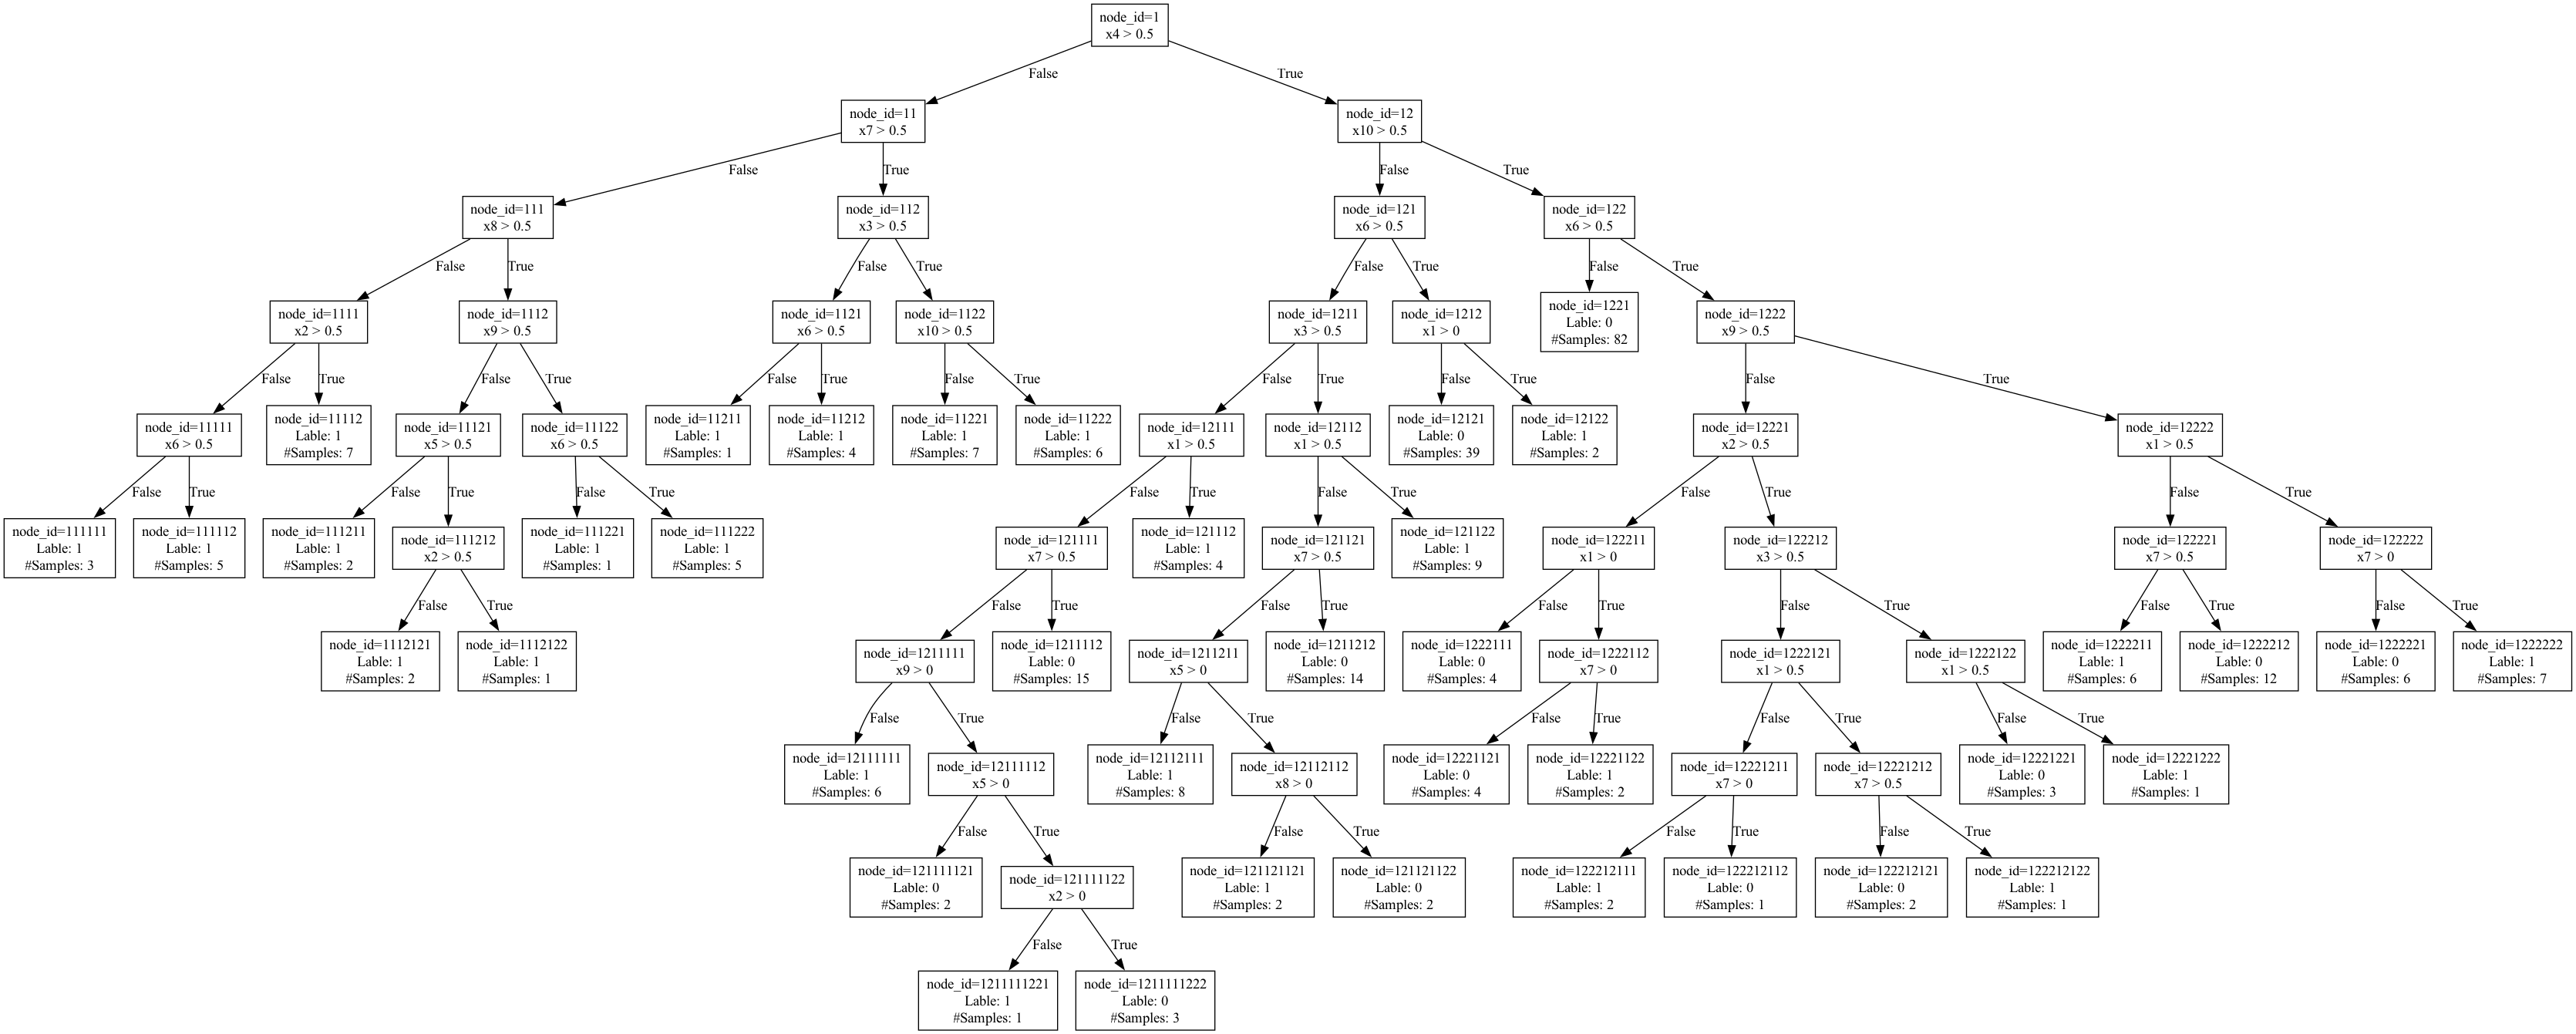 node_id=1
x4 > 0.5
False
True
node_id=11
x7 > 0.5
node_id=12
x10 > 0.5
False
True
False
True
node_id=111
x8 > 0.5
node_id=112
x3 > 0.5
node_id=121
x6 > 0.5
node_id=122
x6 > 0.5
False
True
False
True
False
True
False
True
node_id=1111
x2 > 0.5
node_id=1112
x9 > 0.5
node_id=1121
x6 > 0.5
node_id=1122
x10 > 0.5
node_id=1211
x3 > 0.5
node_id=1212
x1 > 0
node_id=1221
Lable: 0
#Samples: 82
node_id=1222
x9 > 0.5
False
True
False
True
False
True
False
True
False
True
False
True
False
True
node_id=11111
x6 > 0.5
node_id=11112
Lable: 1
#Samples: 7
node_id=11121
x5 > 0.5
node_id=11122
x6 > 0.5
node_id=11211
Lable: 1
#Samples: 1
node_id=11212
Lable: 1
#Samples: 4
node_id=11221
Lable: 1
#Samples: 7
node_id=11222
Lable: 1
#Samples: 6
node_id=12111
x1 > 0.5
node_id=12112
x1 > 0.5
node_id=12121
Lable: 0
#Samples: 39
node_id=12122
Lable: 1
#Samples: 2
node_id=12221
x2 > 0.5
node_id=12222
x1 > 0.5
False
True
False
True
False
True
False
True
False
True
False
True
False
True
node_id=111111
Lable: 1
#Samples: 3
node_id=111112
Lable: 1
#Samples: 5
node_id=111211
Lable: 1
#Samples: 2
node_id=111212
x2 > 0.5
node_id=111221
Lable: 1
#Samples: 1
node_id=111222
Lable: 1
#Samples: 5
node_id=121111
x7 > 0.5
node_id=121112
Lable: 1
#Samples: 4
node_id=121121
x7 > 0.5
node_id=121122
Lable: 1
#Samples: 9
node_id=122211
x1 > 0
node_id=122212
x3 > 0.5
node_id=122221
x7 > 0.5
node_id=122222
x7 > 0
False
True
False
True
False
True
False
True
False
True
False
True
False
True
node_id=1112121
Lable: 1
#Samples: 2
node_id=1112122
Lable: 1
#Samples: 1
node_id=1211111
x9 > 0
node_id=1211112
Lable: 0
#Samples: 15
node_id=1211211
x5 > 0
node_id=1211212
Lable: 0
#Samples: 14
node_id=1222111
Lable: 0
#Samples: 4
node_id=1222112
x7 > 0
node_id=1222121
x1 > 0.5
node_id=1222122
x1 > 0.5
node_id=1222211
Lable: 1
#Samples: 6
node_id=1222212
Lable: 0
#Samples: 12
node_id=1222221
Lable: 0
#Samples: 6
node_id=1222222
Lable: 1
#Samples: 7
False
True
False
True
False
True
False
True
False
True
node_id=12111111
Lable: 1
#Samples: 6
node_id=12111112
x5 > 0
node_id=12112111
Lable: 1
#Samples: 8
node_id=12112112
x8 > 0
node_id=12221121
Lable: 0
#Samples: 4
node_id=12221122
Lable: 1
#Samples: 2
node_id=12221211
x7 > 0
node_id=12221212
x7 > 0.5
node_id=12221221
Lable: 0
#Samples: 3
node_id=12221222
Lable: 1
#Samples: 1
False
True
False
True
False
True
False
True
node_id=121111121
Lable: 0
#Samples: 2
node_id=121111122
x2 > 0
node_id=121121121
Lable: 1
#Samples: 2
node_id=121121122
Lable: 0
#Samples: 2
node_id=122212111
Lable: 1
#Samples: 2
node_id=122212112
Lable: 0
#Samples: 1
node_id=122212121
Lable: 0
#Samples: 2
node_id=122212122
Lable: 1
#Samples: 1
False
True
node_id=1211111221
Lable: 1
#Samples: 1
node_id=1211111222
Lable: 0
#Samples: 3